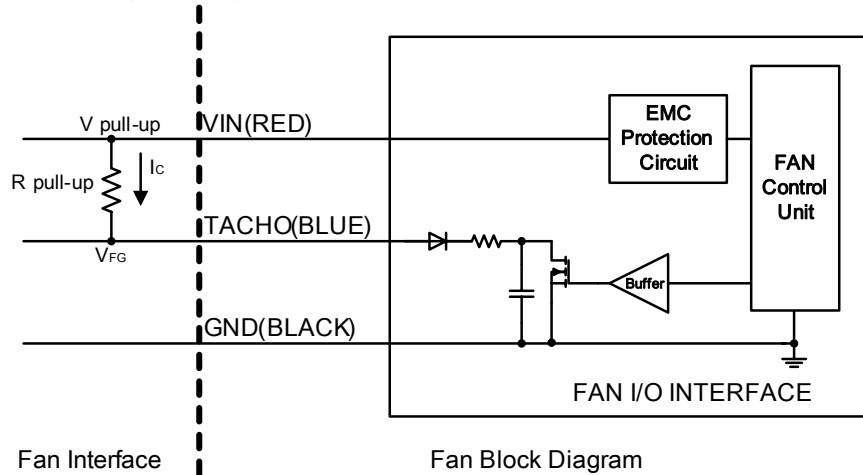 V pull-up
VIN(RED)
EMC
Protection
Circuit
FAN
Control
Unit
R pull-up
IC
TACHO(BLUE)
VFG
Buffer
GND(BLACK)
FAN I/O INTERFACE
Fan Interface
Fan Block Diagram